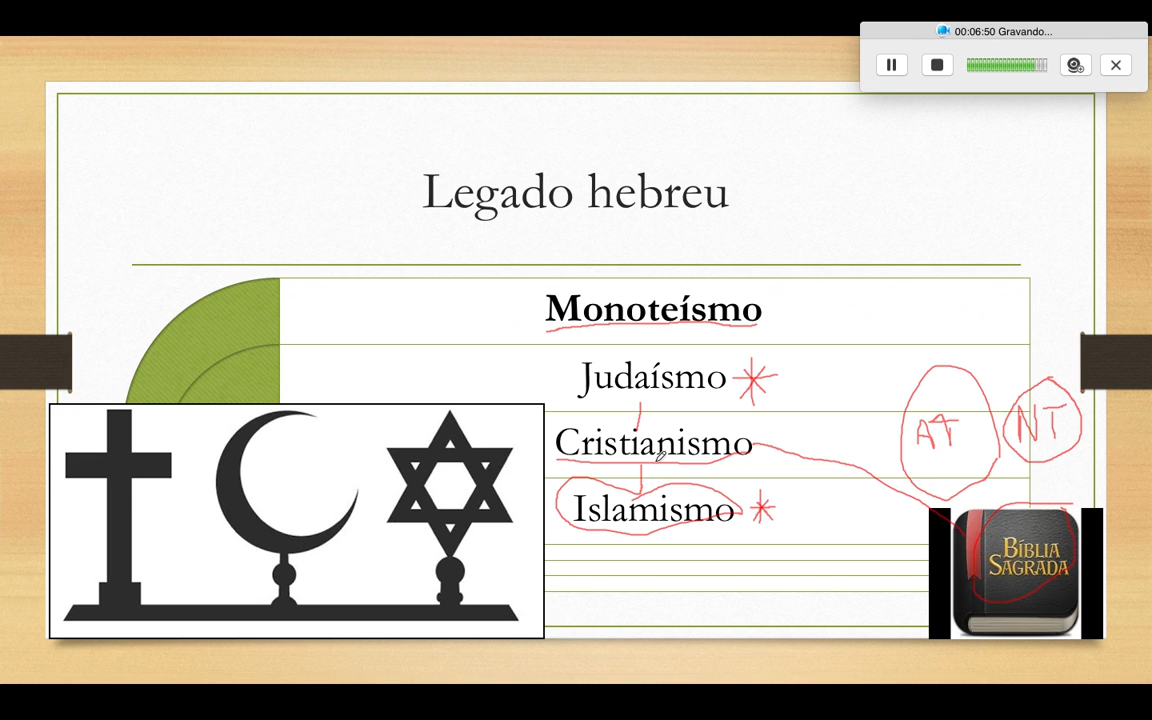 00:06:50 Gravando...
Legado hebreu
Monoteísmo
Judaísmo
Cristianismo
AT
NT
Islamismo
BÍBLIA
SAGRADA